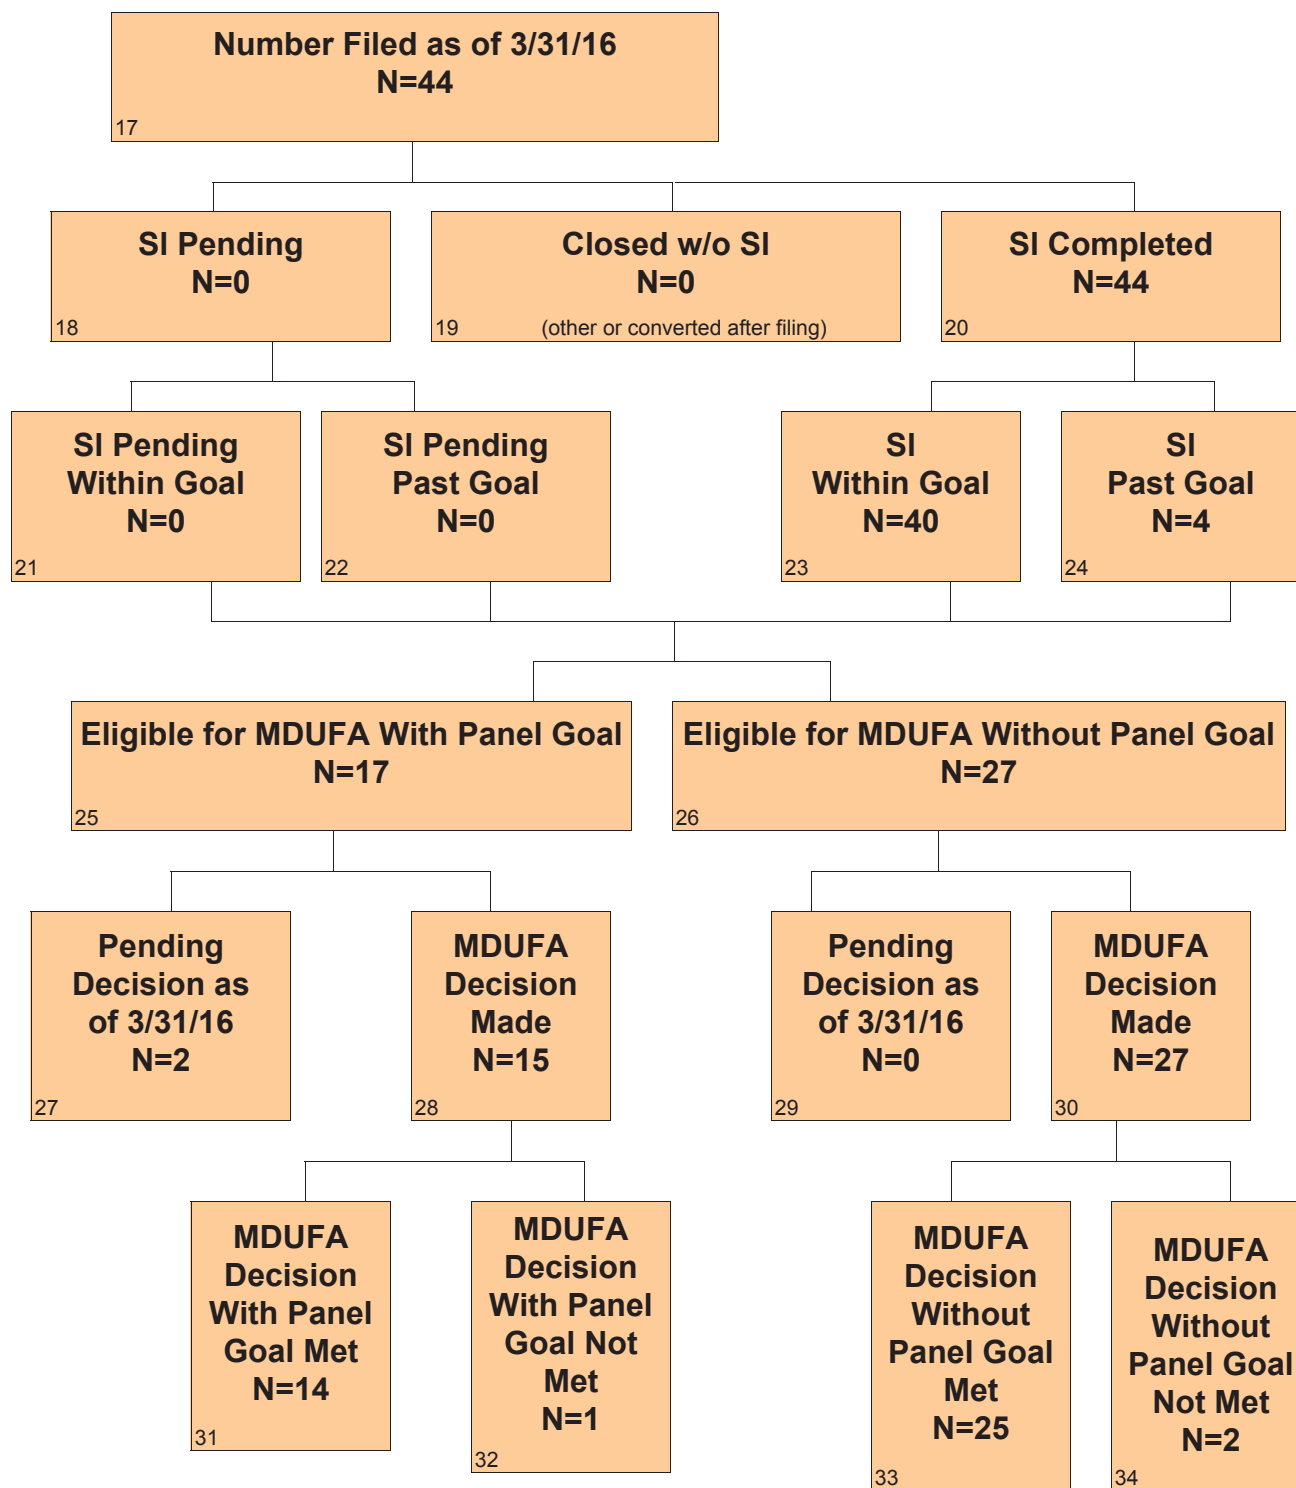 Number Filed as of 3/31/16
N=44
17
SI Pending
N=0
18
Closed w/o SI
N=0
19
(other or converted after filing)
SI Completed
N=44
20
SI Pending
Within Goal
N=0
21
SI Pending
Past Goal
N=0
22
SI
Within Goal
N=40
23
SI
Past Goal
N=4
24
Eligible for MDUFA With Panel Goal
N=17
25
Eligible for MDUFA Without Panel Goal
N=27
26
Pending
Decision as
of 3/31/16
N=2
27
MDUFA
Decision
Made
N=15
28
Pending
Decision as
of 3/31/16
N=0
29
MDUFA
Decision
Made
N=27
30
MDUFA
Decision
With Panel
Goal Met
N=14
31
MDUFA
Decision
With Panel
Goal Not
Met
N=1
32
MDUFA
Decision
Without
Panel Goal
Met
N=25
33
MDUFA
Decision
Without
Panel Goal
Not Met
N=2
34